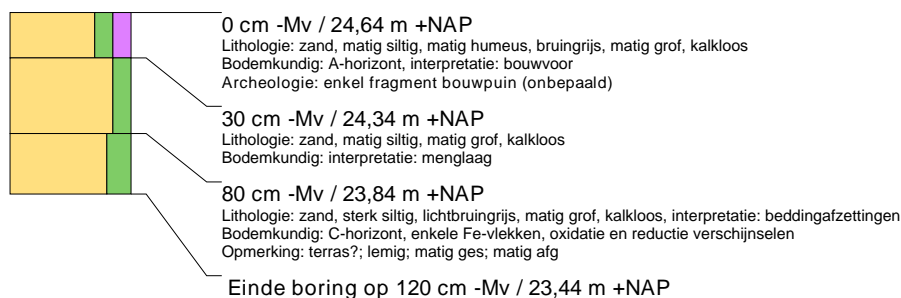 0 cm -Mv / 24,64 m +NAP
Lithologie: zand, matig siltig, matig humeus, bruingrijs, matig grof, kalkloos
Bodemkundig: A-horizont, interpretatie: bouwvoor
Archeologie: enkel fragment bouwpuin (onbepaald)
30 cm -Mv / 24,34 m +NAP
Lithologie: zand, matig siltig, matig grof, kalkloos
Bodemkundig: interpretatie: menglaag
80 cm -Mv / 23,84 m +NAP
Lithologie: zand, sterk siltig, lichtbruingrijs, matig grof, kalkloos, interpretatie: beddingafzettingen
Bodemkundig: C-horizont, enkele Fe-vlekken, oxidatie en reductie verschijnselen
Opmerking: terras?; lemig; matig ges; matig afg
Einde boring op 120 cm -Mv / 23,44 m +NAP